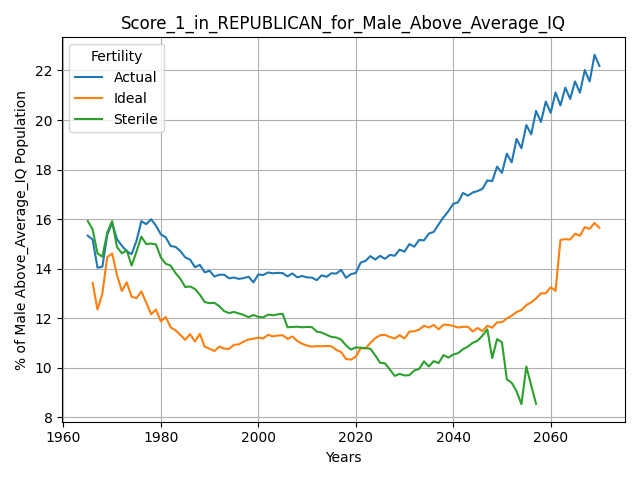 Score_1_in_REPUBLICAN_for_Male_Above_Average_IQ
Fertility
Actual
Ideal
Sterile
% of Male Above_Average_IQ Population
22
20
18
16
14
12
10
8
1960
1980
2000
2020
2040
2060
Years